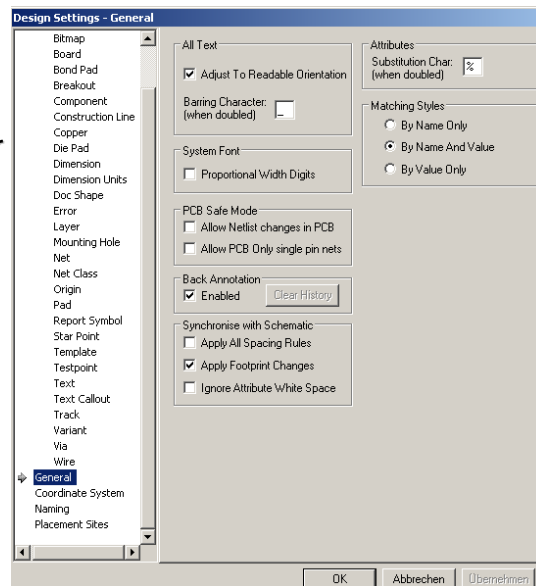 Design Settings - General
Bitmap
Board
Bond Pad
Breakout
Component
Construction Line
Copper
Die Pad
Dimension
Dimension Units
Doc Shape
Error
Layer
Mounting Hole
Net
Net Class
Origin
Pad
Report Symbol
Star Point
Template
Testpoint
Text
Text Callout
Track
Variant
Via
Wire
General
Coordinate System
Naming
Placement Sites
All Text
Adjust To Readable Orientation
Barring Character:
(when doubled) _
System Font
Proportional Width Digits
PCB Safe Mode
Allow Netlist changes in PCB
Allow PCB Only single pin nets
Back Annotation
Enabled Clear History
Synchronise with Schematic
Apply All Spacing Rules
Apply Footprint Changes
Ignore Attribute White Space
Attributes
Substitution Char: %
(when doubled)
Matching Styles
By Name Only
By Name And Value
By Value Only
OK Abbrechen Übernehmen